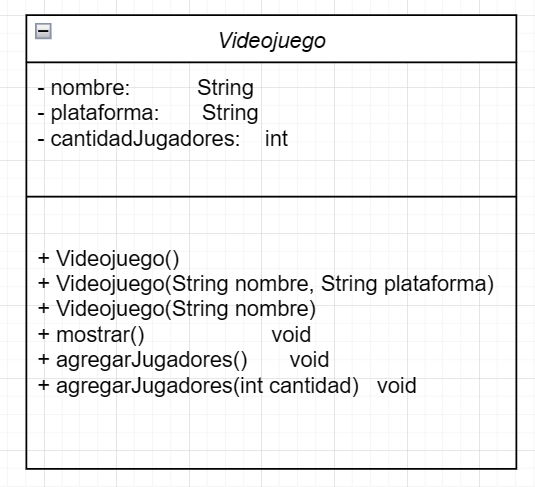 Videojuego
- nombre: String
- plataforma: String
- cantidadJugadores: int
+ Videojuego()
+ Videojuego(String nombre, String plataforma)
+ Videojuego(String nombre)
+ mostrar() void
+ agregarJugadores() void
+ agregarJugadores(int cantidad) void